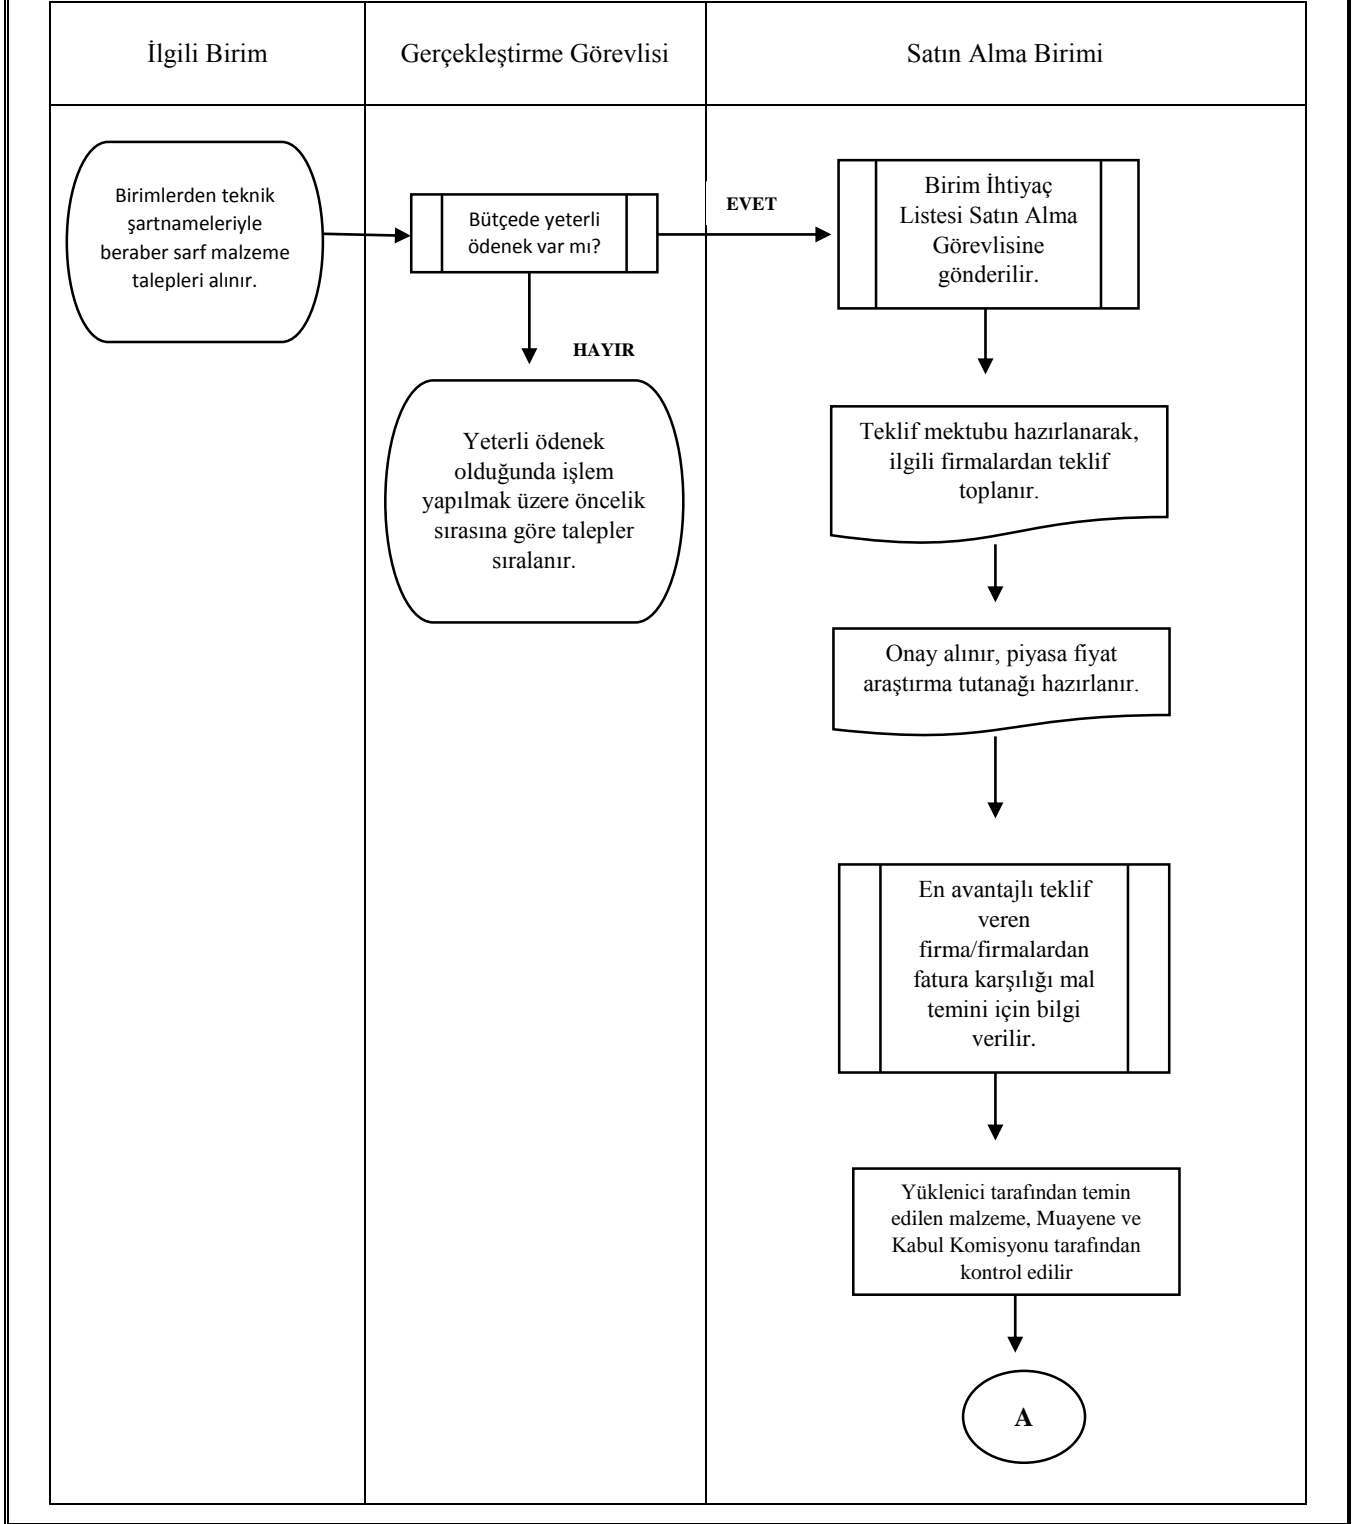 İlgili Birim
Gerçekleştirme Görevlisi
Satın Alma Birimi
Birimlerden teknik
şartnameleriyle
beraber sarf malzeme
talepleri alınır.
Bütçede yeterli
ödenek var mı?
EVET
HAYIR
Yeterli ödenek
olduğunda işlem
yapılmak üzere öncelik
sırasına göre talepler
sıralanır.
Birim İhtiyaç
Listesi Satın Alma
Görevlisine
gönderilir.
Teklif mektubu hazırlanarak,
ilgili firmalardan teklif
toplanır.
Onay alınır, piyasa fiyat
araştırma tutanağı hazırlanır.
En avantajlı teklif
veren
firma/firmalardan
fatura karşılığı mal
temini için bilgi
verilir.
Yüklenici tarafından temin
edilen malzeme, Muayene ve
Kabul Komisyonu tarafından
kontrol edilir
A